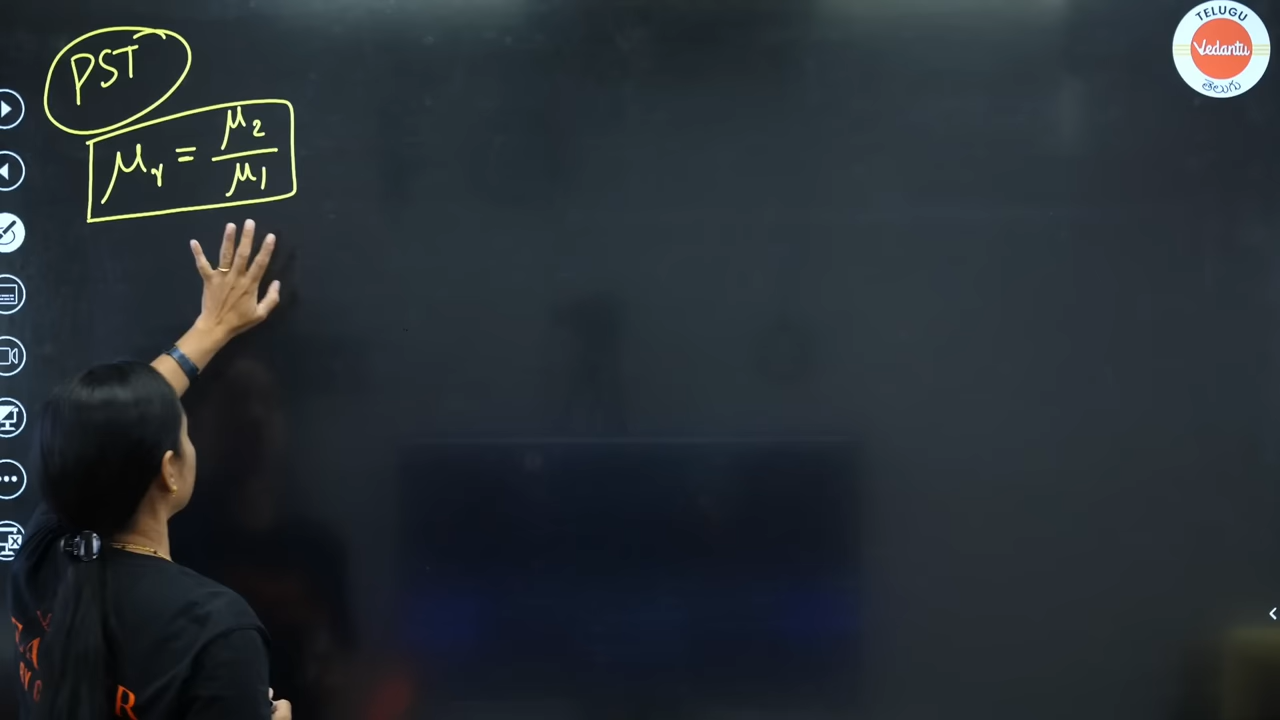 PST
μr = μ2/μ1
TELUGU
Vedantu
తెలుగు
R